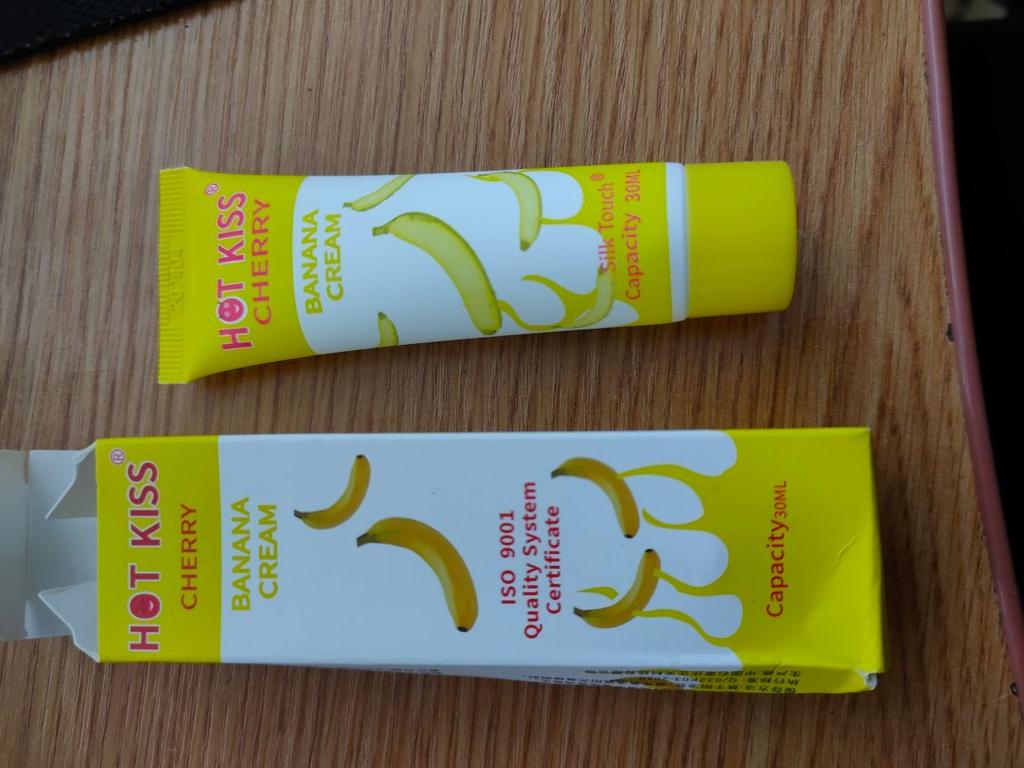 HOT KISS®
CHERRY
BANANA
CREAM
Silk Touch®
Capacity 30ML
HOT KISS®
CHERRY
BANANA
CREAM
ISO 9001
Quality System
Certificate
Capacity30ML